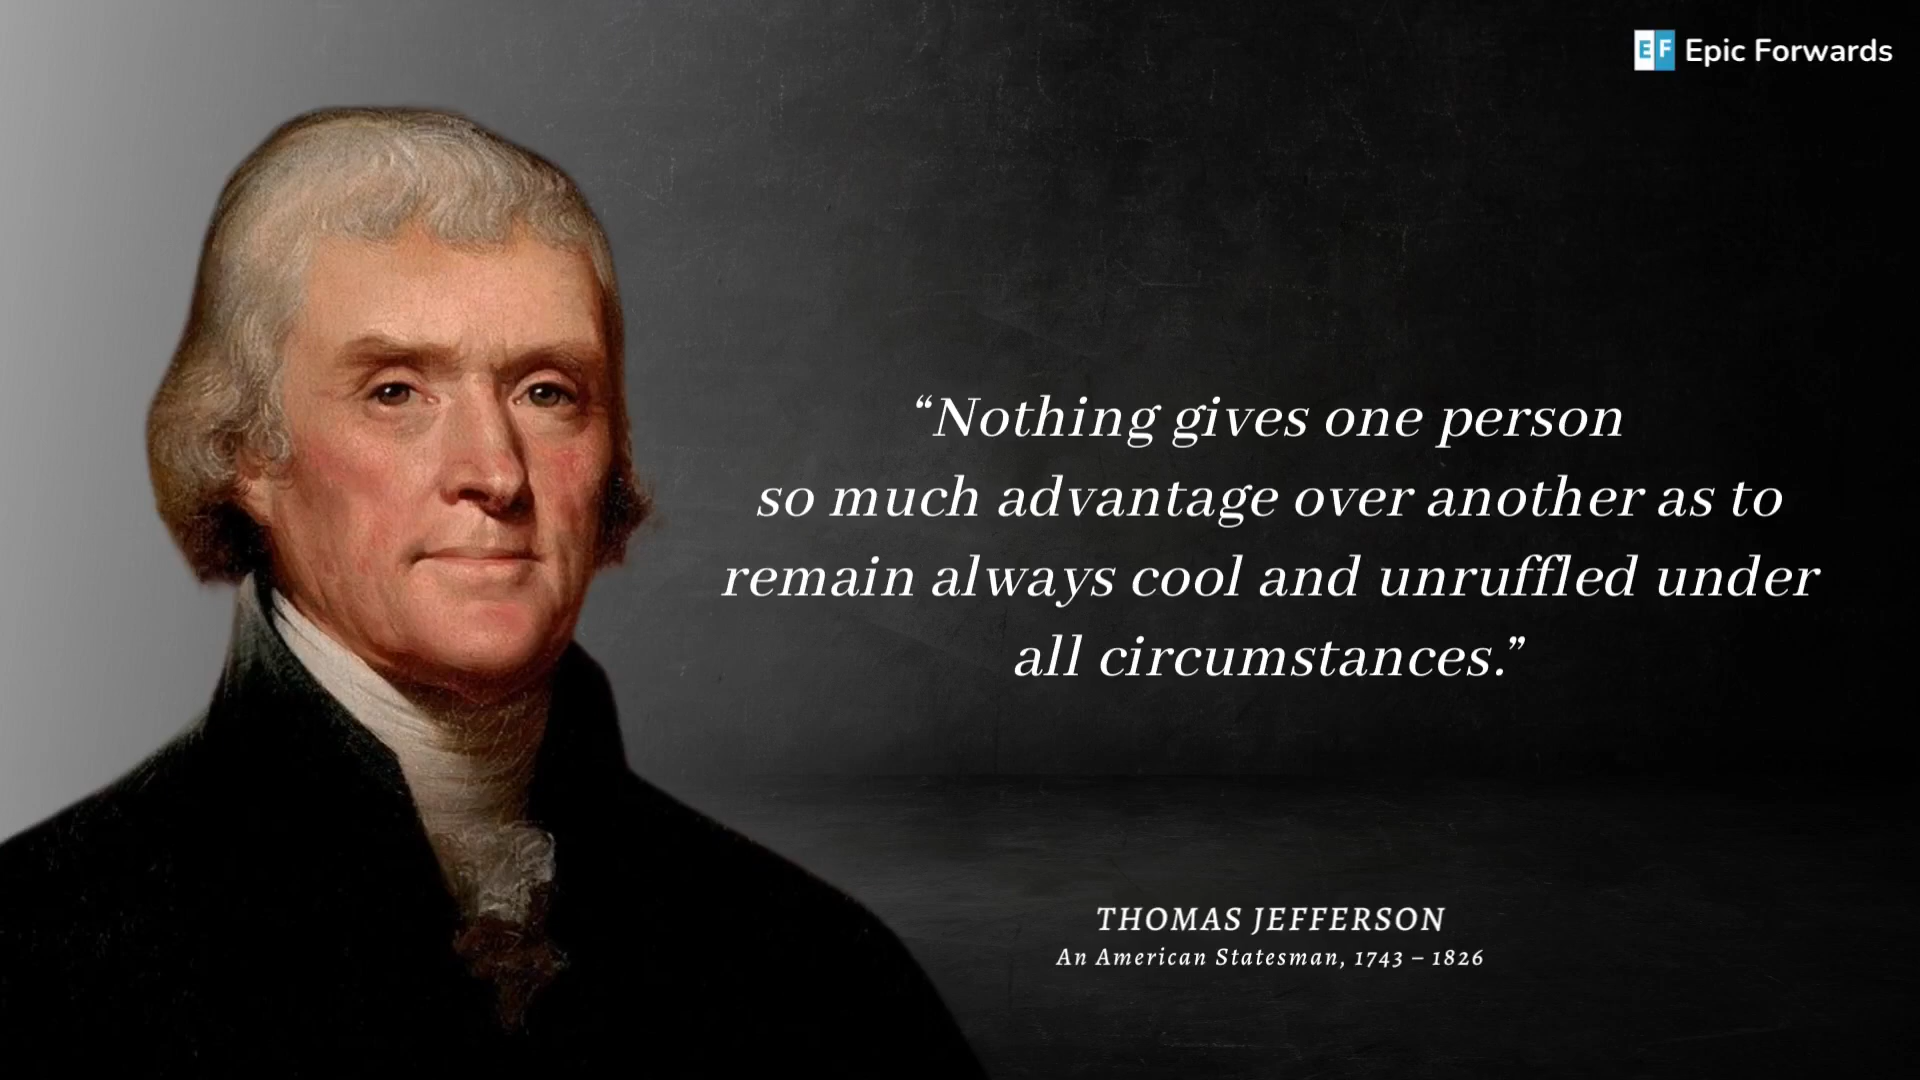 EF Epic Forwards
“Nothing gives one person
so much advantage over another as to
remain always cool and unruffled under
all circumstances.”
THOMAS JEFFERSON
An American Statesman, 1743 – 1826